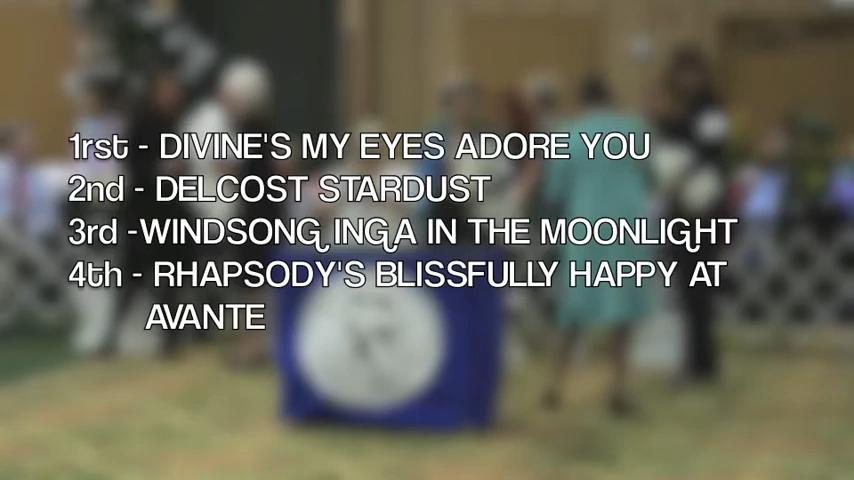 1rst - DIVINE'S MY EYES ADORE YOU
2nd - DELCOST STARDUST
3rd -WINDSONG INGA IN THE MOONLIGHT
4th - RHAPSODY'S BLISSFULLY HAPPY AT
AVANTE